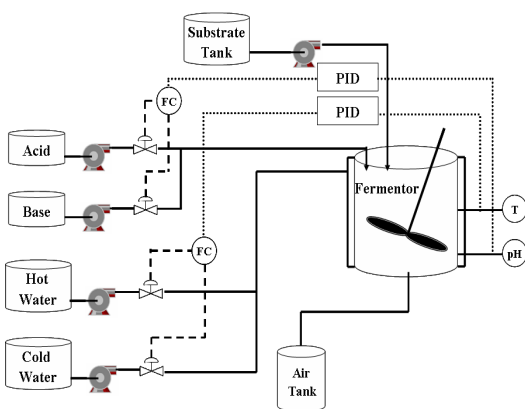 Substrate
Tank
PID
FC
PID
Acid
Fermentor
Base
T
FC
pH
Hot
Water
Cold
Water
Air
Tank